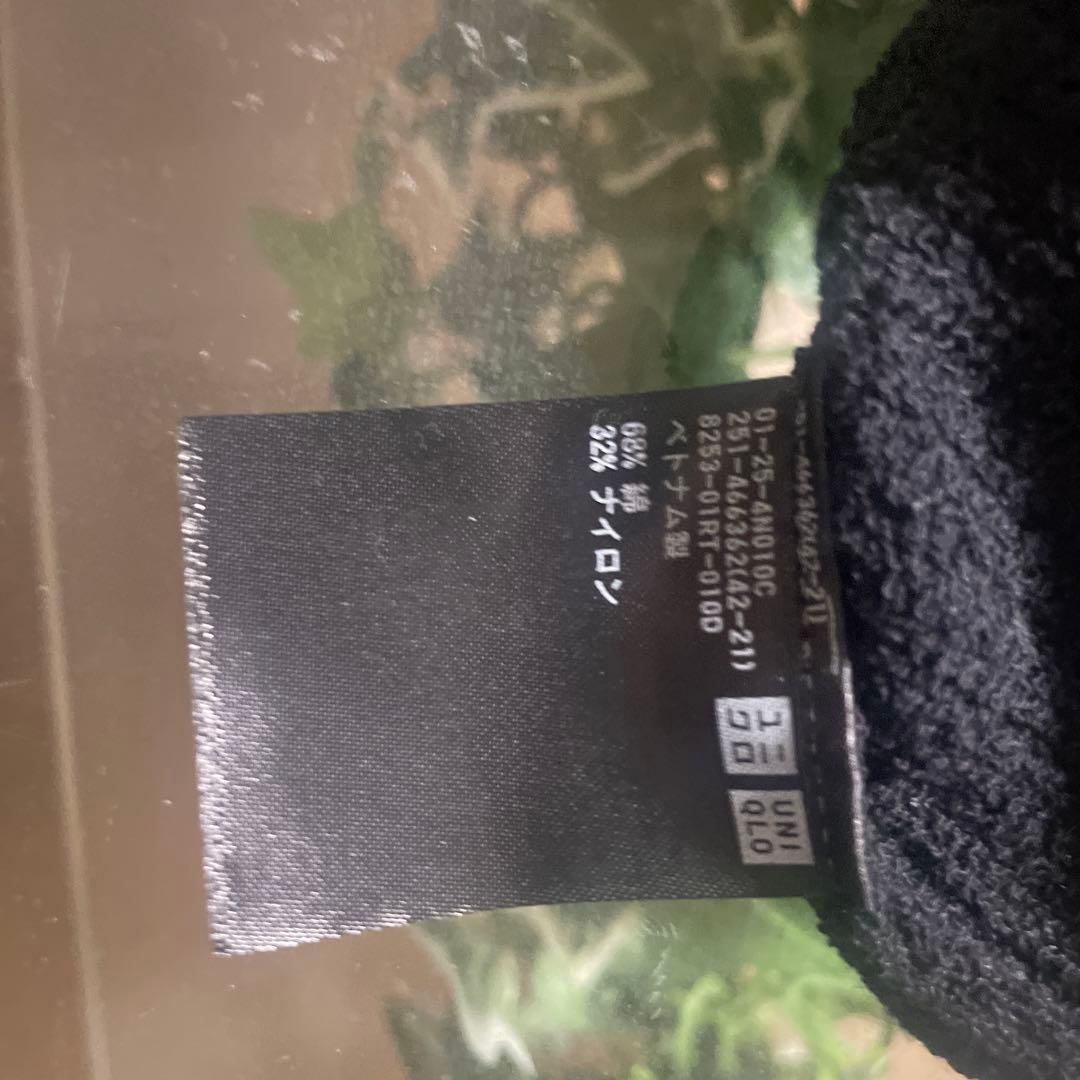 01-25-4N010C
251-466362(42-21)
8253-01RT-010D
ベトナム製
68% 綿
32% ナイロン
ユニ
クロ
UNI
QLO